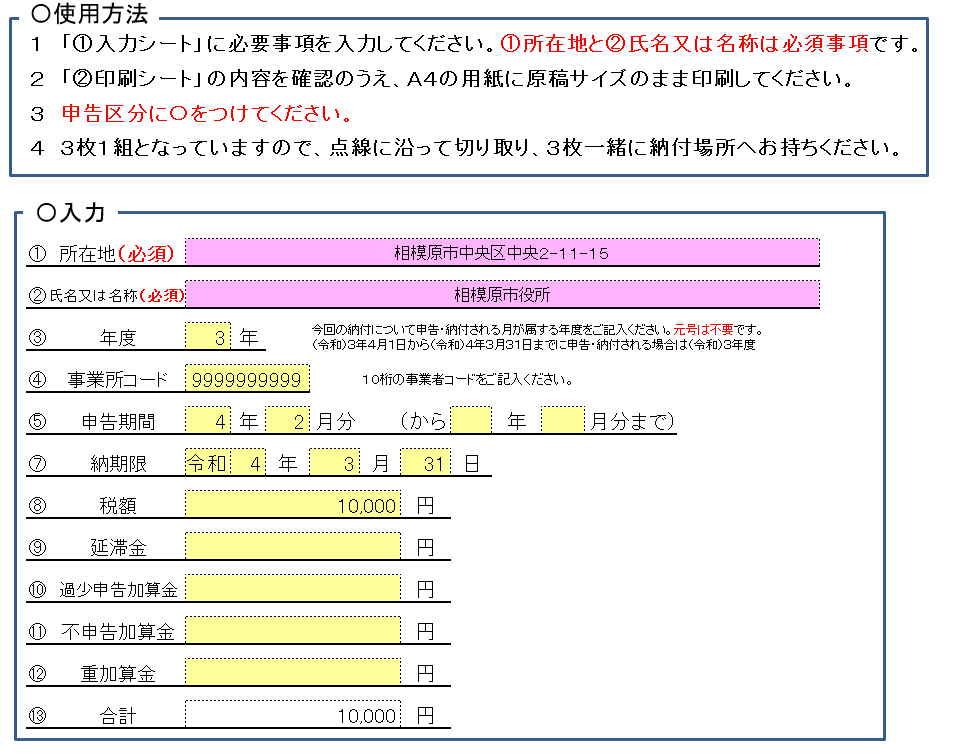 〇使用方法
1 「①入力シート」に必要事項を入力してください。①所在地と②氏名又は名称は必須事項です。
2 「②印刷シート」の内容を確認のうえ、A4の用紙に原稿サイズのまま印刷してください。
3 申告区分に〇をつけてください。
4 3枚1組となっていますので、点線に沿って切り取り、3枚一緒に納付場所へお持ちください。
〇入力
① 所在地(必須) 相模原市中央区中央2-11-15
②氏名又は名称(必須) 相模原市役所
③ 年度 3 年 今回の納付について申告・納付される月が属する年度をご記入ください。元号は不要です。
(令和)3年4月1日から(令和)4年3月31日までに申告・納付される場合は(令和)3年度
④ 事業所コード 9999999999 10桁の事業者コードをご記入ください。
⑤ 申告期間 4 年 2 月分 (から 年 月分まで)
⑦ 納期限 令和 4 年 3 月 31 日
⑧ 税額 10,000 円
⑨ 延滞金 円
⑩ 過少申告加算金 円
⑪ 不申告加算金 円
⑫ 重加算金 円
⑬ 合計 10,000 円